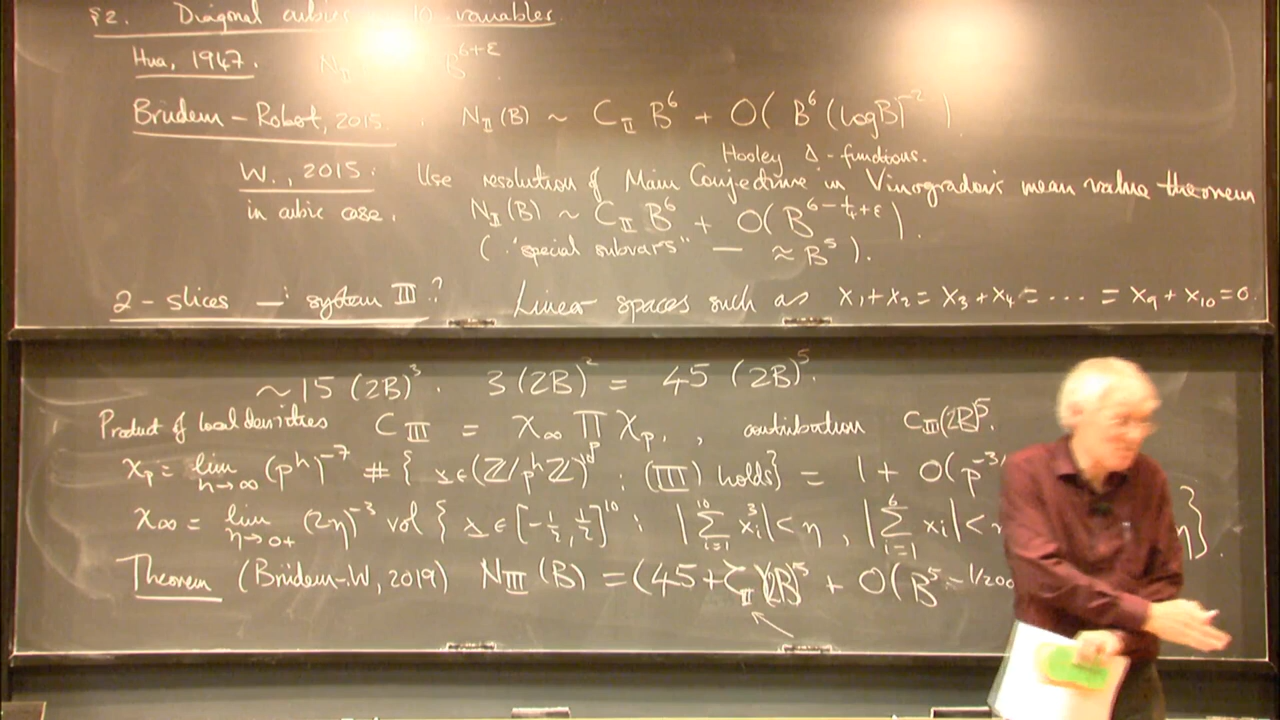 §2. Diagonal cubic 10 variables.
Hua, 1947. N_II B^{6+ε}
Brüdern – Robert, 2015. N_II(B) ~ C_II B^6 + O( B^6 (log B)^{-2} ).
Hooley Δ-functions.
W., 2015: Use resolution of Main Conjecture in Vinogradov's mean value theorem
in cubic case. N_II(B) ~ C_II B^6 + O( B^{6-1/4+ε} ).
( "special subvars" — ≈ B^5 ).
2-slices — system III? Linear spaces such as x_1+x_2 = x_3+x_4 = ... = x_9+x_10 = 0.
~ 15 (2B)^3 . 3 (2B)^2 = 45 (2B)^5.
Product of local densities C_III = χ_∞ Π_p χ_p , contribution C_III (2B)^5.
χ_p = lim_{h→∞} (p^h)^{-7} # { x ∈ (Z/p^h Z)^{10} : (III) holds } = 1 + O(p^{-3/
χ_∞ = lim_{η→0+} (2η)^{-3} vol { x ∈ [-1/2, 1/2]^{10} : |Σ_{i=1}^{10} x_i^3| < η , |Σ_{i=1}^{6} x_i| < η}.
Theorem (Brüdern-W, 2019) N_III(B) = (45 + C_II)(2B)^5 + O( B^{5-1/200